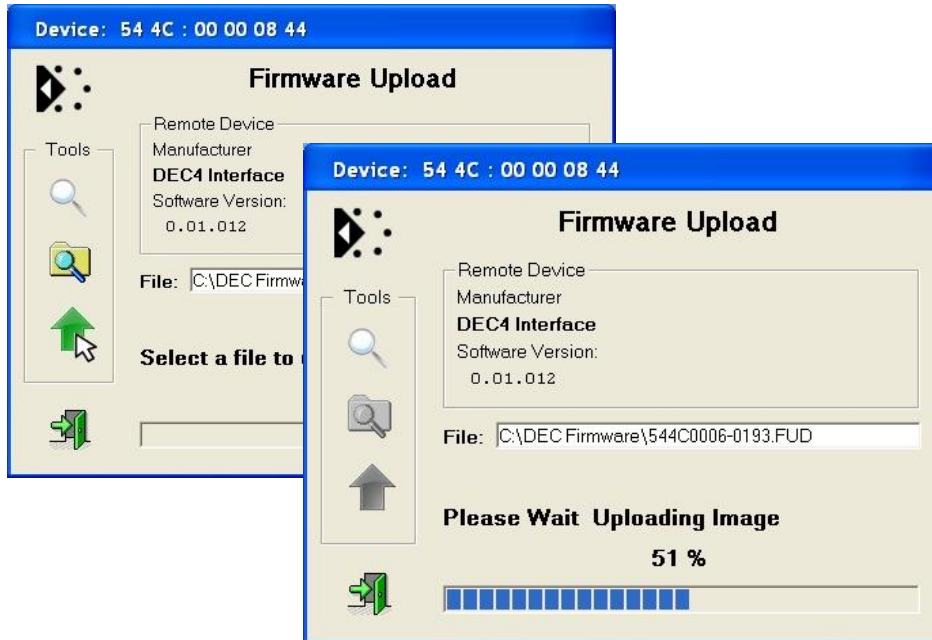 Device: 54 4C : 00 00 08 44
Firmware Upload
Remote Device
Tools
Manufacturer
DEC4 Interface
Software Version:
0.01.012
File: C:\DEC Firmw
Select a file to
Device: 54 4C : 00 00 08 44
Firmware Upload
Remote Device
Tools
Manufacturer
DEC4 Interface
Software Version:
0.01.012
File: C:\DEC Firmware\544C0006-0193.FUD
Please Wait Uploading Image
51 %